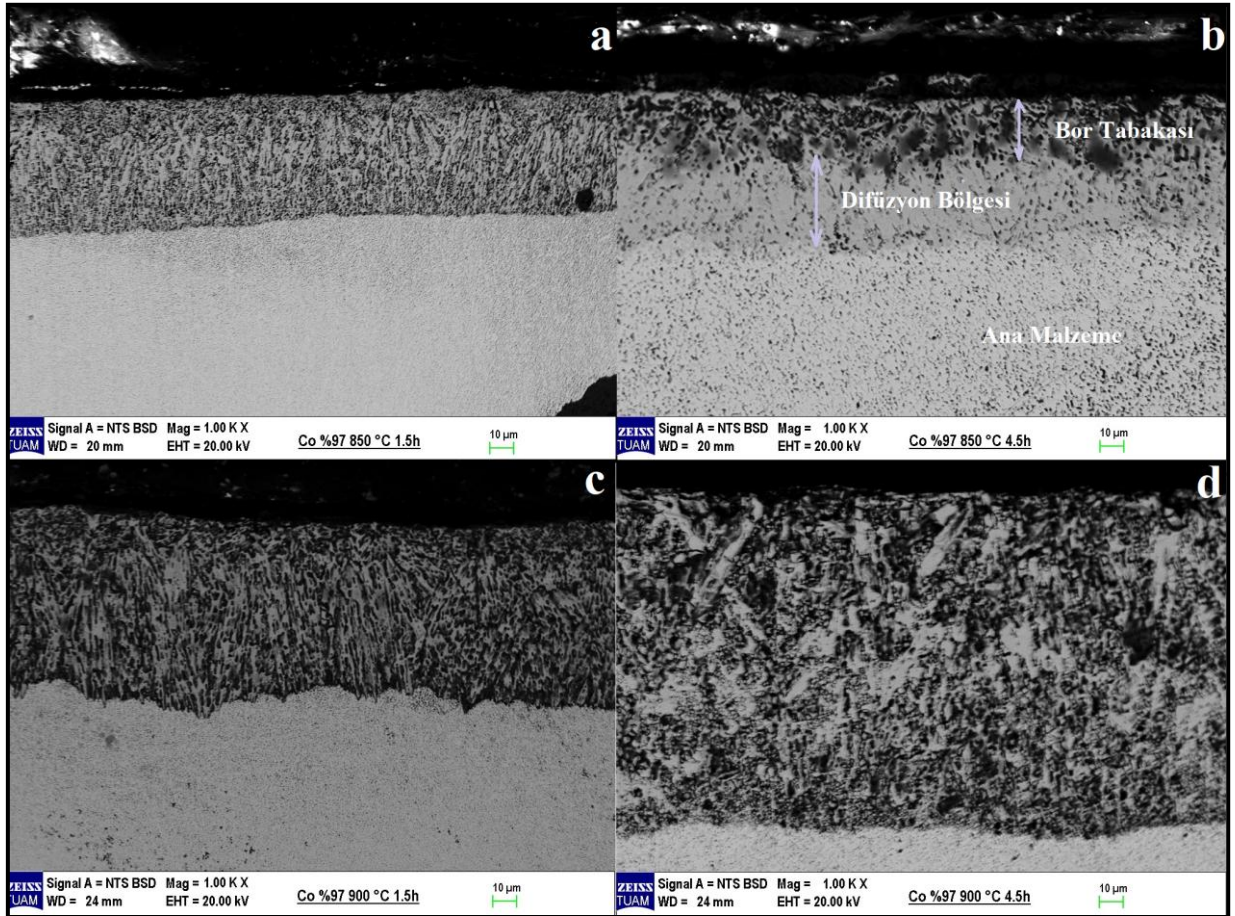 a
ZEISS
TUAM
Signal A = NTS BSD Mag = 1.00 K X
WD = 20 mm EHT = 20.00 kV
Co %97 850 °C 1.5h
10 µm
b
Bor Tabakası
Difüzyon Bölgesi
Ana Malzeme
ZEISS
TUAM
Signal A = NTS BSD Mag = 1.00 K X
WD = 20 mm EHT = 20.00 kV
Co %97 850 °C 4.5h
10 µm
c
ZEISS
TUAM
Signal A = NTS BSD Mag = 1.00 K X
WD = 24 mm EHT = 20.00 kV
Co %97 900 °C 1.5h
10 µm
d
ZEISS
TUAM
Signal A = NTS BSD Mag = 1.00 K X
WD = 24 mm EHT = 20.00 kV
Co %97 900 °C 4.5h
10 µm